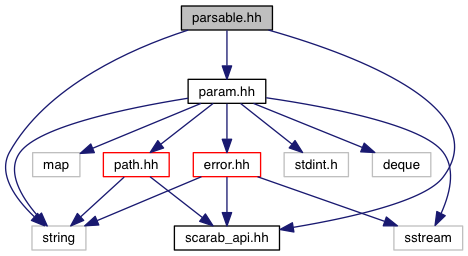 parsable.hh
param.hh
map
path.hh
error.hh
stdint.h
deque
string
scarab_api.hh
sstream